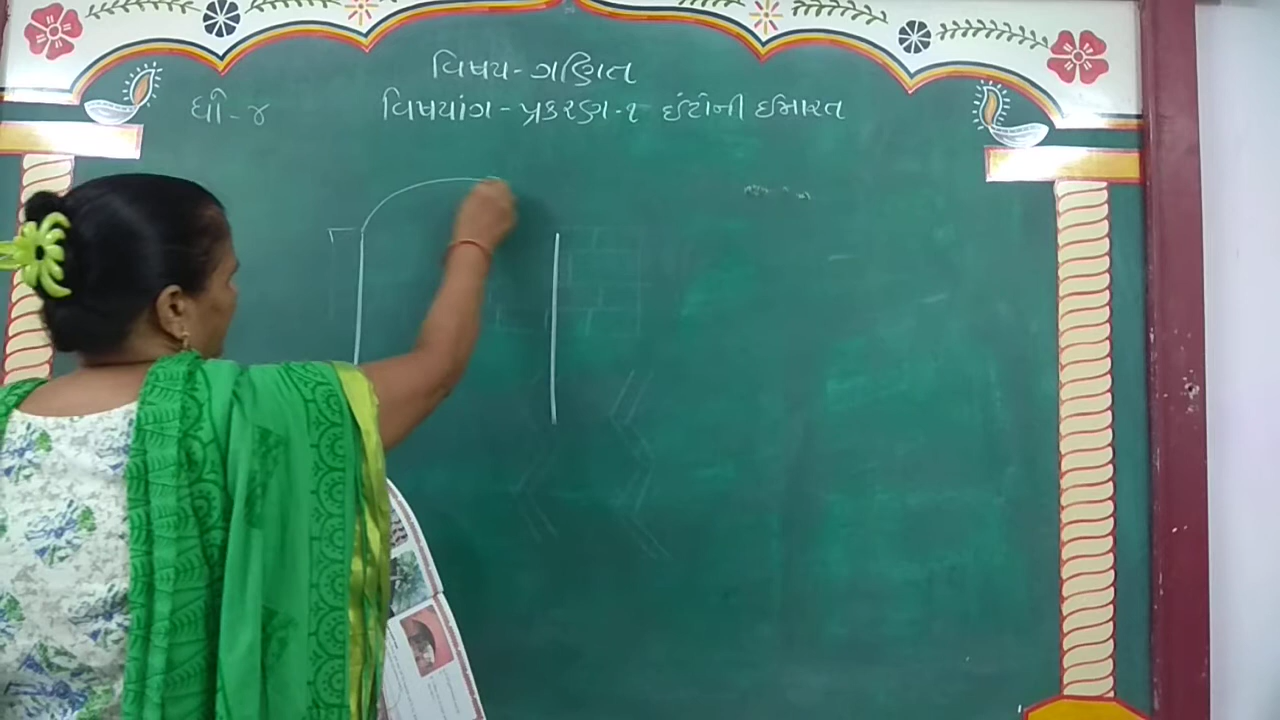 વિષય - ગણિત
ધો - ૪ વિષયાંગ - પ્રકરણ - ૧ ઇંટોની ઈમારત